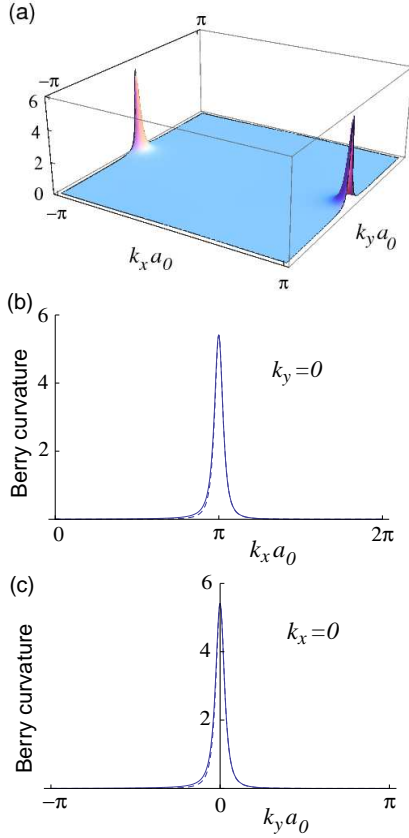 (a)
π
−π
6
4
2
0
−π
k_x a_0
π
k_y a_0
(b)
6
4
2
Berry curvature
k_y=0
0
π
2π
k_x a_0
(c)
6
4
2
Berry curvature
k_x=0
−π
0
π
k_y a_0